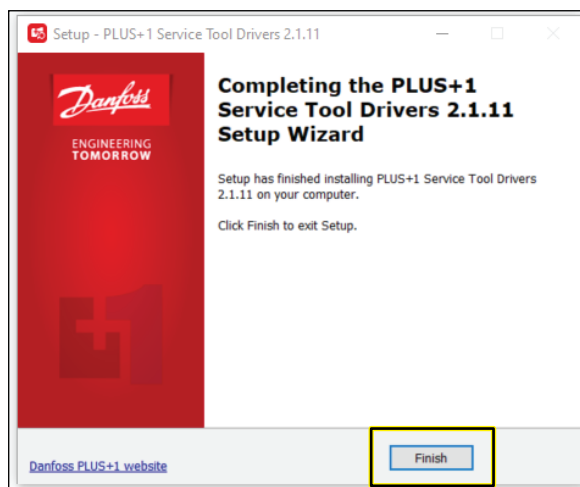 Setup - PLUS+1 Service Tool Drivers 2.1.11
Danfoss
ENGINEERING
TOMORROW
Completing the PLUS+1
Service Tool Drivers 2.1.11
Setup Wizard
Setup has finished installing PLUS+1 Service Tool Drivers
2.1.11 on your computer.
Click Finish to exit Setup.
+1
Danfoss PLUS+1 website
Finish